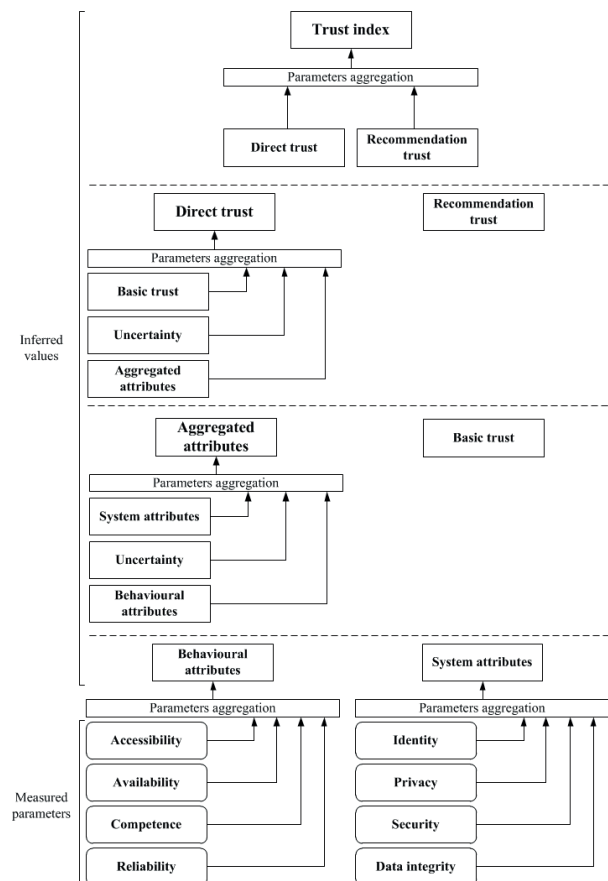 Trust index
Parameters aggregation
Direct trust
Recommendation
trust
Direct trust
Recommendation
trust
Parameters aggregation
Basic trust
Uncertainty
Aggregated
attributes
Inferred
values
Aggregated
attributes
Basic trust
Parameters aggregation
System attributes
Uncertainty
Behavioural
attributes
Behavioural
attributes
System attributes
Parameters aggregation
Parameters aggregation
Accessibility
Identity
Availability
Privacy
Measured
parameters
Competence
Security
Reliability
Data integrity